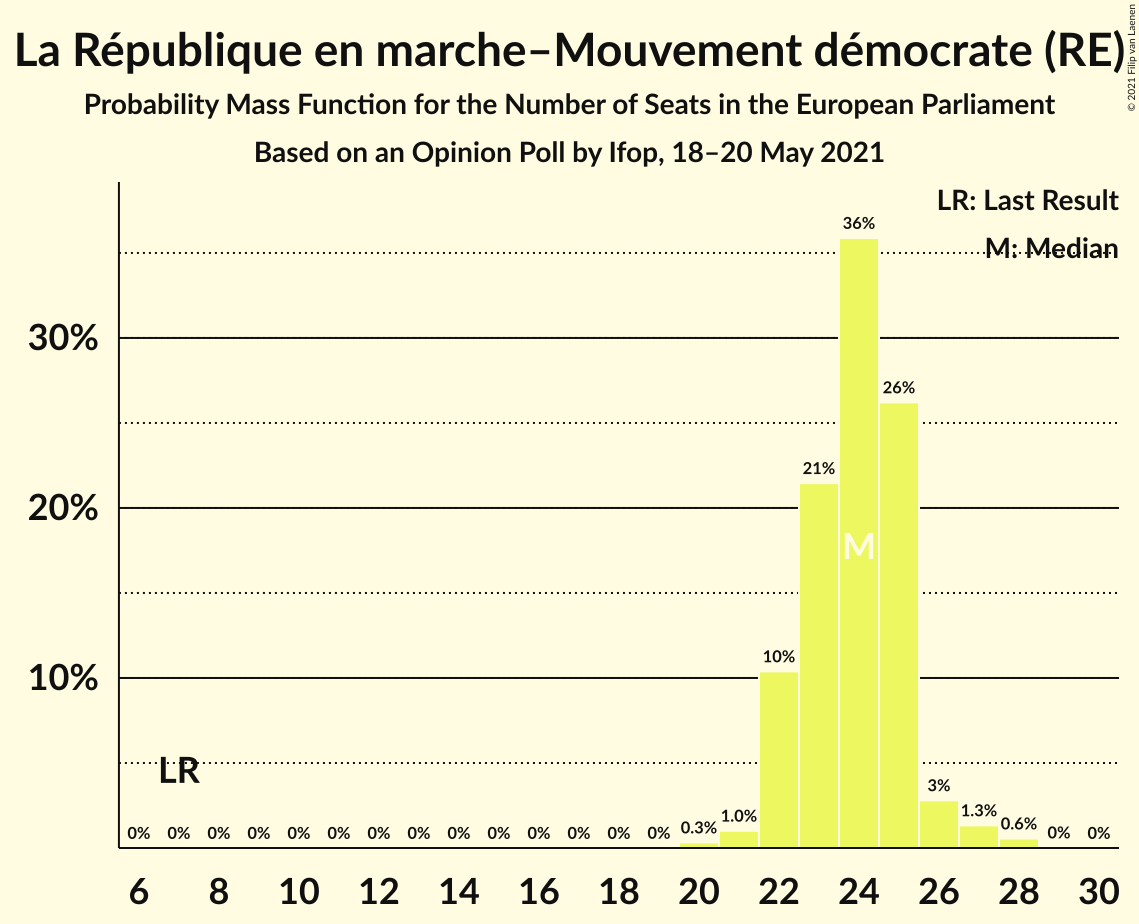 La République en marche–Mouvement démocrate (RE)
© 2021 Filip van Laenen
Probability Mass Function for the Number of Seats in the European Parliament
Based on an Opinion Poll by Ifop, 18–20 May 2021
LR: Last Result
M: Median
36%
30%
26%
21%
20%
M
10%
10%
LR
3%
0% 0% 0% 0% 0% 0% 0% 0% 0% 0% 0% 0% 0% 0% 0.3% 1.0% 1.3% 0.6% 0% 0%
6 8 10 12 14 16 18 20 22 24 26 28 30